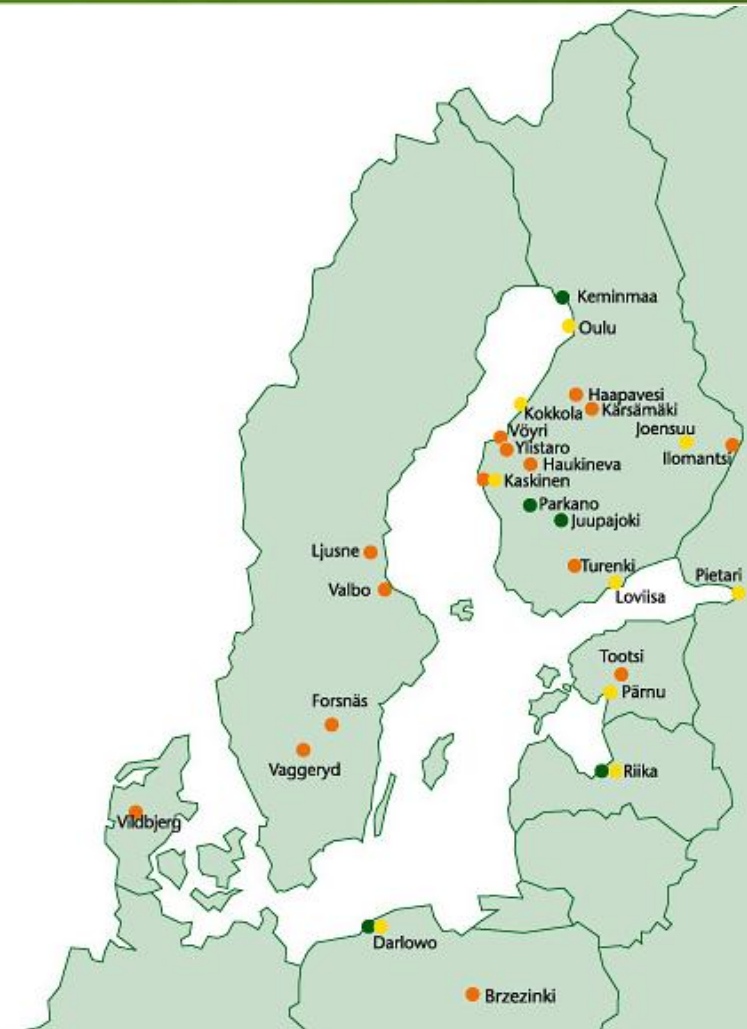 Keminmaa
Oulu
Haapavesi
Kokkola
Kärsämäki
Vöyri
Joensuu
Ylistaro
Ilomantsi
Haukineva
Kaskinen
Parkano
Juupajoki
Ljusne
Turenki
Pietari
Valbo
Loviisa
Tootsi
Pärnu
Forsnäs
Vaggeryd
Riika
Vildbjerg
Darlowo
Brzezinki